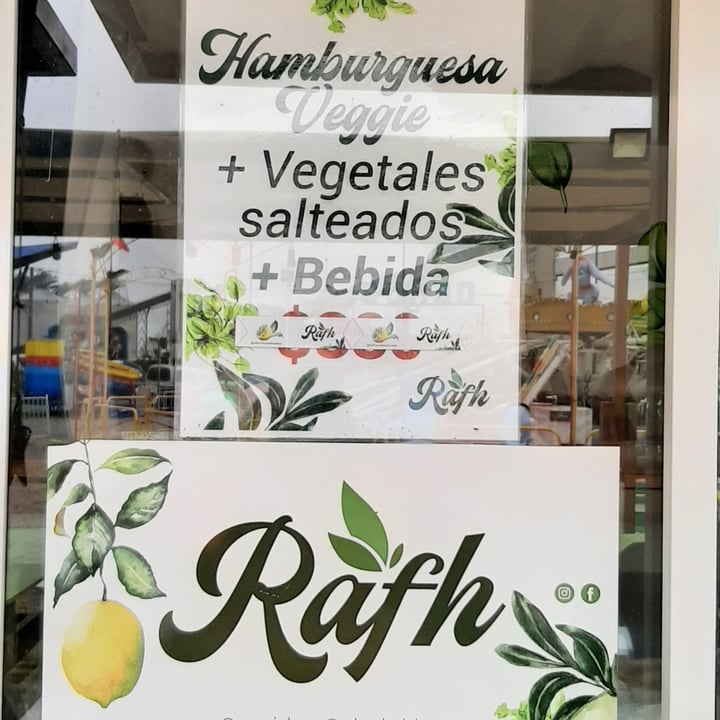 Hamburguesa
Veggie
+ Vegetales
salteados
+ Bebida
Rafh
Rafh
Rafh
Rafh